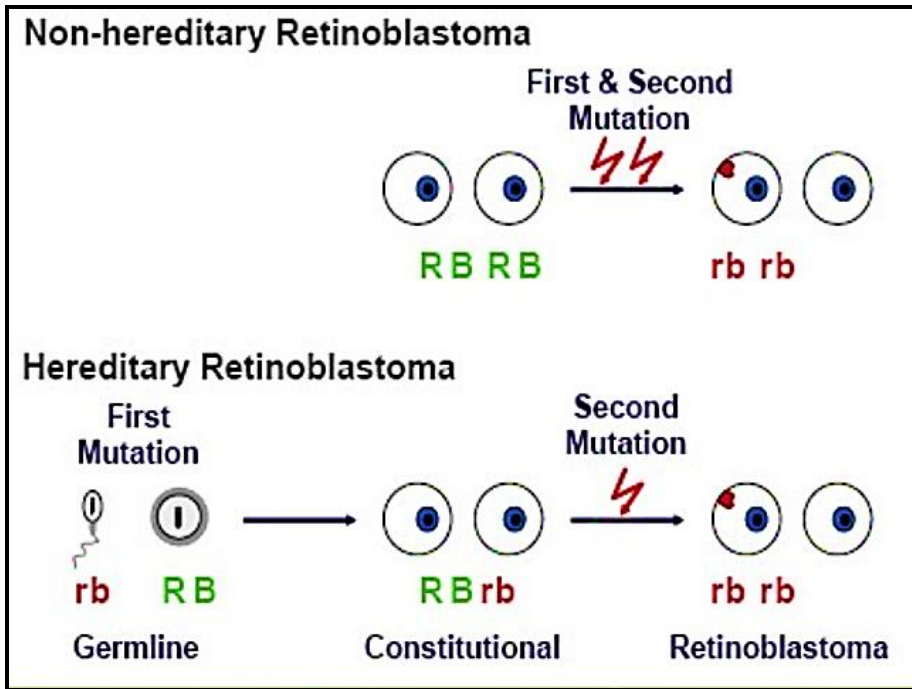 Non-hereditary Retinoblastoma
First & Second
Mutation
RB RB
rb rb
Hereditary Retinoblastoma
First
Mutation
Second
Mutation
rb
RB
RB rb
rb rb
Germline
Constitutional
Retinoblastoma